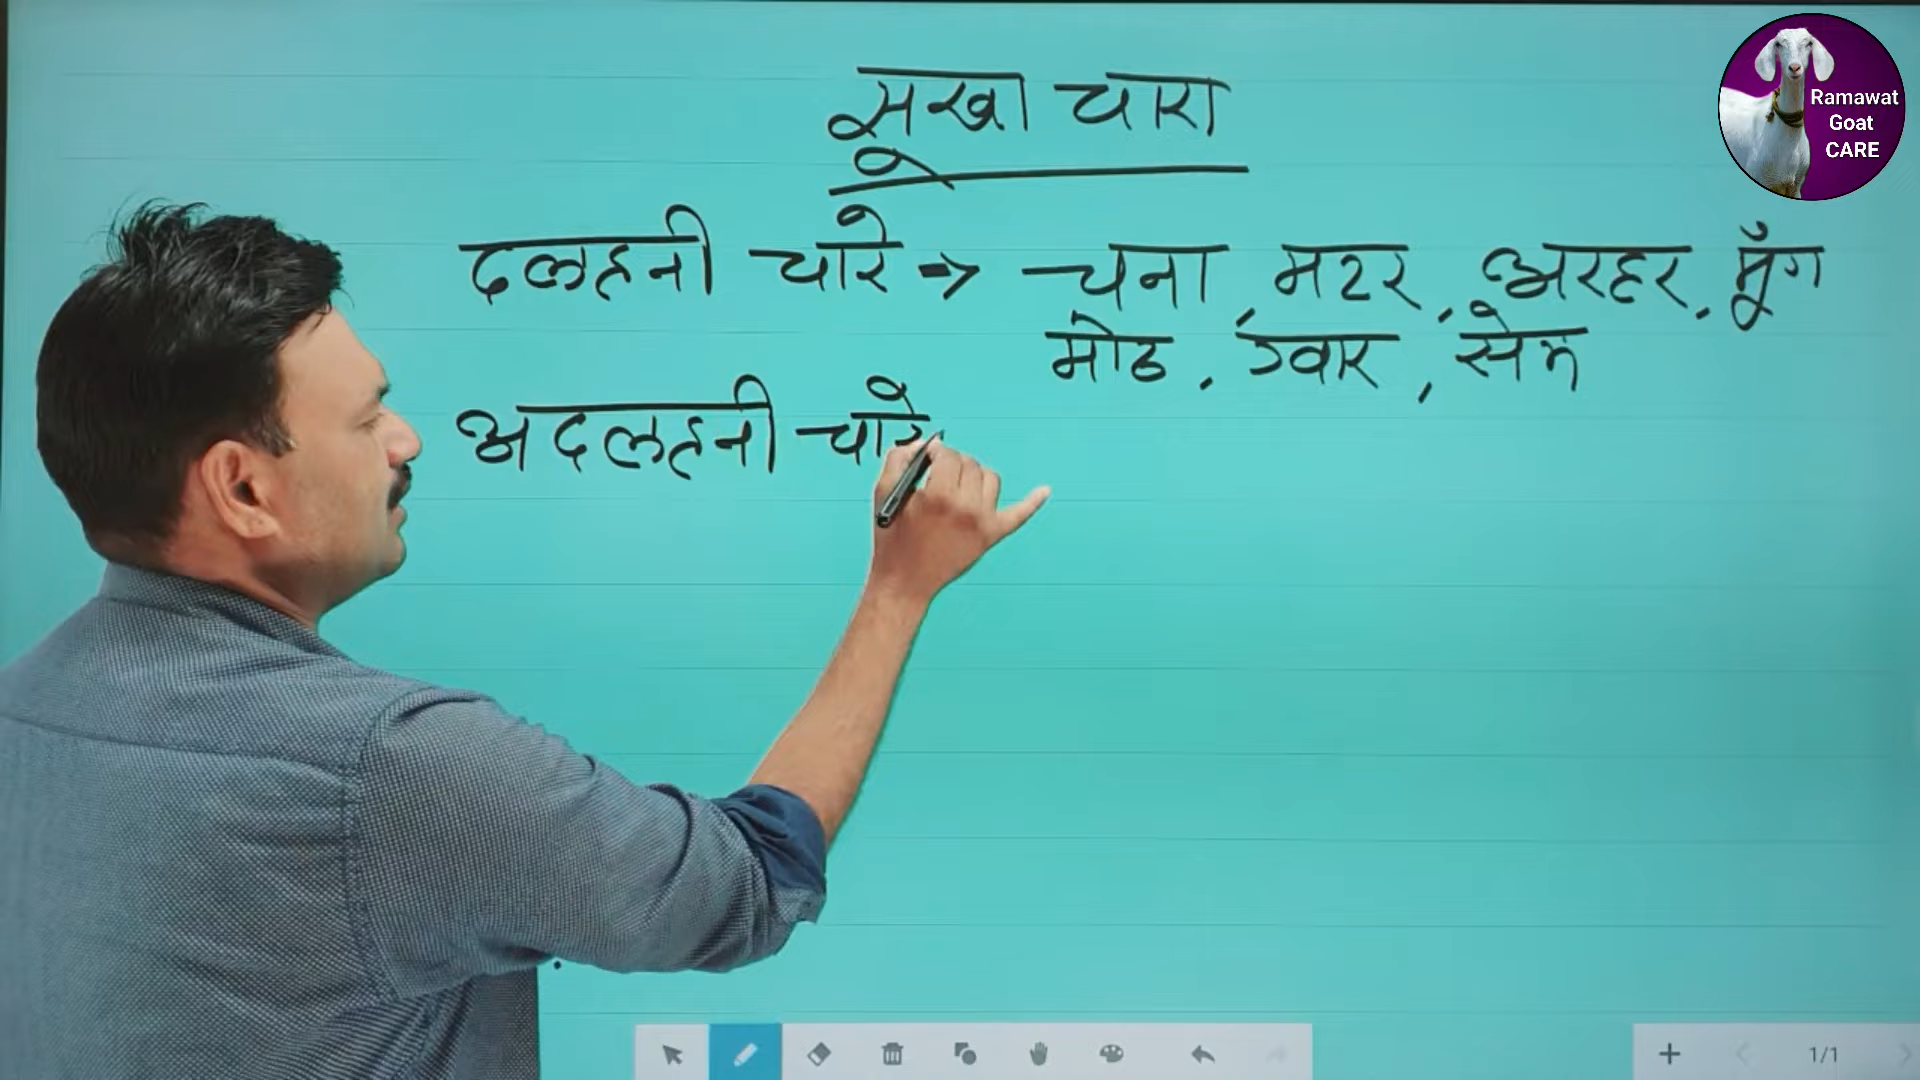 सूखा चारा
दलहनी चारे → चना, मटर, अरहर, मूँग
मोठ, ग्वार, सेम
अदलहनी चारे
Ramawat
Goat
CARE
1/1